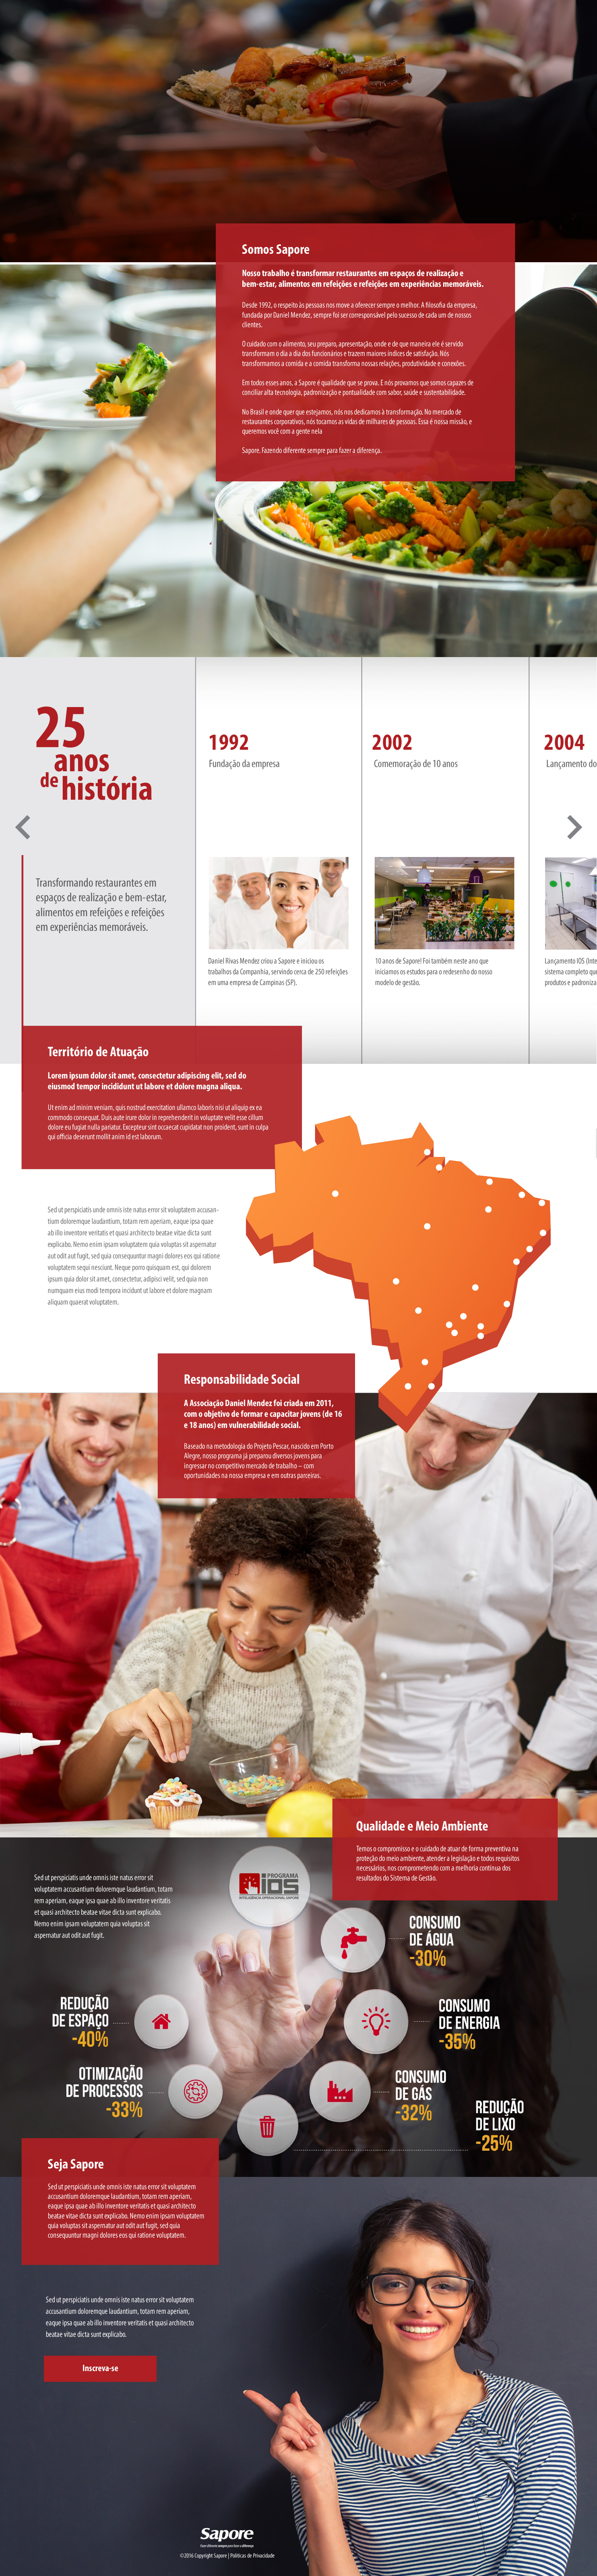 Somos Sapore
Nosso trabalho é transformar restaurantes em espaços de realização e
bem-estar, alimentos em refeições e refeições em experiências memoráveis.
Desde 1992, o respeito às pessoas nos move a oferecer sempre o melhor. A filosofia da empresa,
fundada por Daniel Mendez, sempre foi ser corresponsável pelo sucesso de cada um de nossos
clientes.
O cuidado com o alimento, seu preparo, apresentação, onde e de que maneira ele é servido
transformam o dia a dia dos funcionários e trazem maiores índices de satisfação. Nós
transformamos a comida e a comida transforma nossas relações, produtividade e conexões.
Em todos esses anos, a Sapore é qualidade que se prova. E nós provamos que somos capazes de
conciliar alta tecnologia, padronização e pontualidade com sabor, saúde e sustentabilidade.
No Brasil e onde quer que estejamos, nós nos dedicamos à transformação. No mercado de
restaurantes corporativos, nós tocamos as vidas de milhares de pessoas. Essa é nossa missão, e
queremos você com a gente nela
Sapore. Fazendo diferente sempre para fazer a diferença.
25
anos
de história
Transformando restaurantes em
espaços de realização e bem-estar,
alimentos em refeições e refeições
em experiências memoráveis.
1992
Fundação da empresa
Daniel Rivas Mendez criou a Sapore e iniciou os
trabalhos da Companhia, servindo cerca de 250 refeições
em uma empresa de Campinas (SP).
2002
Comemoração de 10 anos
10 anos de Sapore! Foi também neste ano que
iniciamos os estudos para o redesenho do nosso
modelo de gestão.
2004
Lançamento do
Lançamento IOS (Inte
sistema completo que
produtos e padroniza
Território de Atuação
Lorem ipsum dolor sit amet, consectetur adipiscing elit, sed do
eiusmod tempor incididunt ut labore et dolore magna aliqua.
Ut enim ad minim veniam, quis nostrud exercitation ullamco laboris nisi ut aliquip ex ea
commodo consequat. Duis aute irure dolor in reprehenderit in voluptate velit esse cillum
dolore eu fugiat nulla pariatur. Excepteur sint occaecat cupidatat non proident, sunt in culpa
qui officia deserunt mollit anim id est laborum.
Sed ut perspiciatis unde omnis iste natus error sit voluptatem accusan-
tium doloremque laudantium, totam rem aperiam, eaque ipsa quae
ab illo inventore veritatis et quasi architecto beatae vitae dicta sunt
explicabo. Nemo enim ipsam voluptatem quia voluptas sit aspernatur
aut odit aut fugit, sed quia consequuntur magni dolores eos qui ratione
voluptatem sequi nesciunt. Neque porro quisquam est, qui dolorem
ipsum quia dolor sit amet, consectetur, adipisci velit, sed quia non
numquam eius modi tempora incidunt ut labore et dolore magnam
aliquam quaerat voluptatem.
Responsabilidade Social
A Associação Daniel Mendez foi criada em 2011,
com o objetivo de formar e capacitar jovens (de 16
e 18 anos) em vulnerabilidade social.
Baseado na metodologia do Projeto Pescar, nascido em Porto
Alegre, nosso programa já preparou diversos jovens para
ingressar no competitivo mercado de trabalho – com
oportunidades na nossa empresa e em outras parceiras.
Qualidade e Meio Ambiente
Temos o compromisso e o cuidado de atuar de forma preventiva na
proteção do meio ambiente, atender a legislação e todos requisitos
necessários, nos comprometendo com a melhoria contínua dos
resultados do Sistema de Gestão.
Sed ut perspiciatis unde omnis iste natus error sit
voluptatem accusantium doloremque laudantium, totam
rem aperiam, eaque ipsa quae ab illo inventore veritatis
et quasi architecto beatae vitae dicta sunt explicabo.
Nemo enim ipsam voluptatem quia voluptas sit
aspernatur aut odit aut fugit.
PROGRAMA
IOS
INTELIGÊNCIA OPERACIONAL SAPORE
CONSUMO
DE ÁGUA
-30%
REDUÇÃO
DE ESPAÇO
-40%
CONSUMO
DE ENERGIA
-35%
OTIMIZAÇÃO
DE PROCESSOS
-33%
CONSUMO
DE GÁS
-32%
REDUÇÃO
DE LIXO
-25%
Seja Sapore
Sed ut perspiciatis unde omnis iste natus error sit voluptatem
accusantium doloremque laudantium, totam rem aperiam,
eaque ipsa quae ab illo inventore veritatis et quasi architecto
beatae vitae dicta sunt explicabo. Nemo enim ipsam voluptatem
quia voluptas sit aspernatur aut odit aut fugit, sed quia
consequuntur magni dolores eos qui ratione voluptatem.
Sed ut perspiciatis unde omnis iste natus error sit voluptatem
accusantium doloremque laudantium, totam rem aperiam,
eaque ipsa quae ab illo inventore veritatis et quasi architecto
beatae vitae dicta sunt explicabo.
Inscreva-se
Sapore
Fazer diferente sempre para fazer a diferença
©2016 Copyright Sapore | Políticas de Privacidade